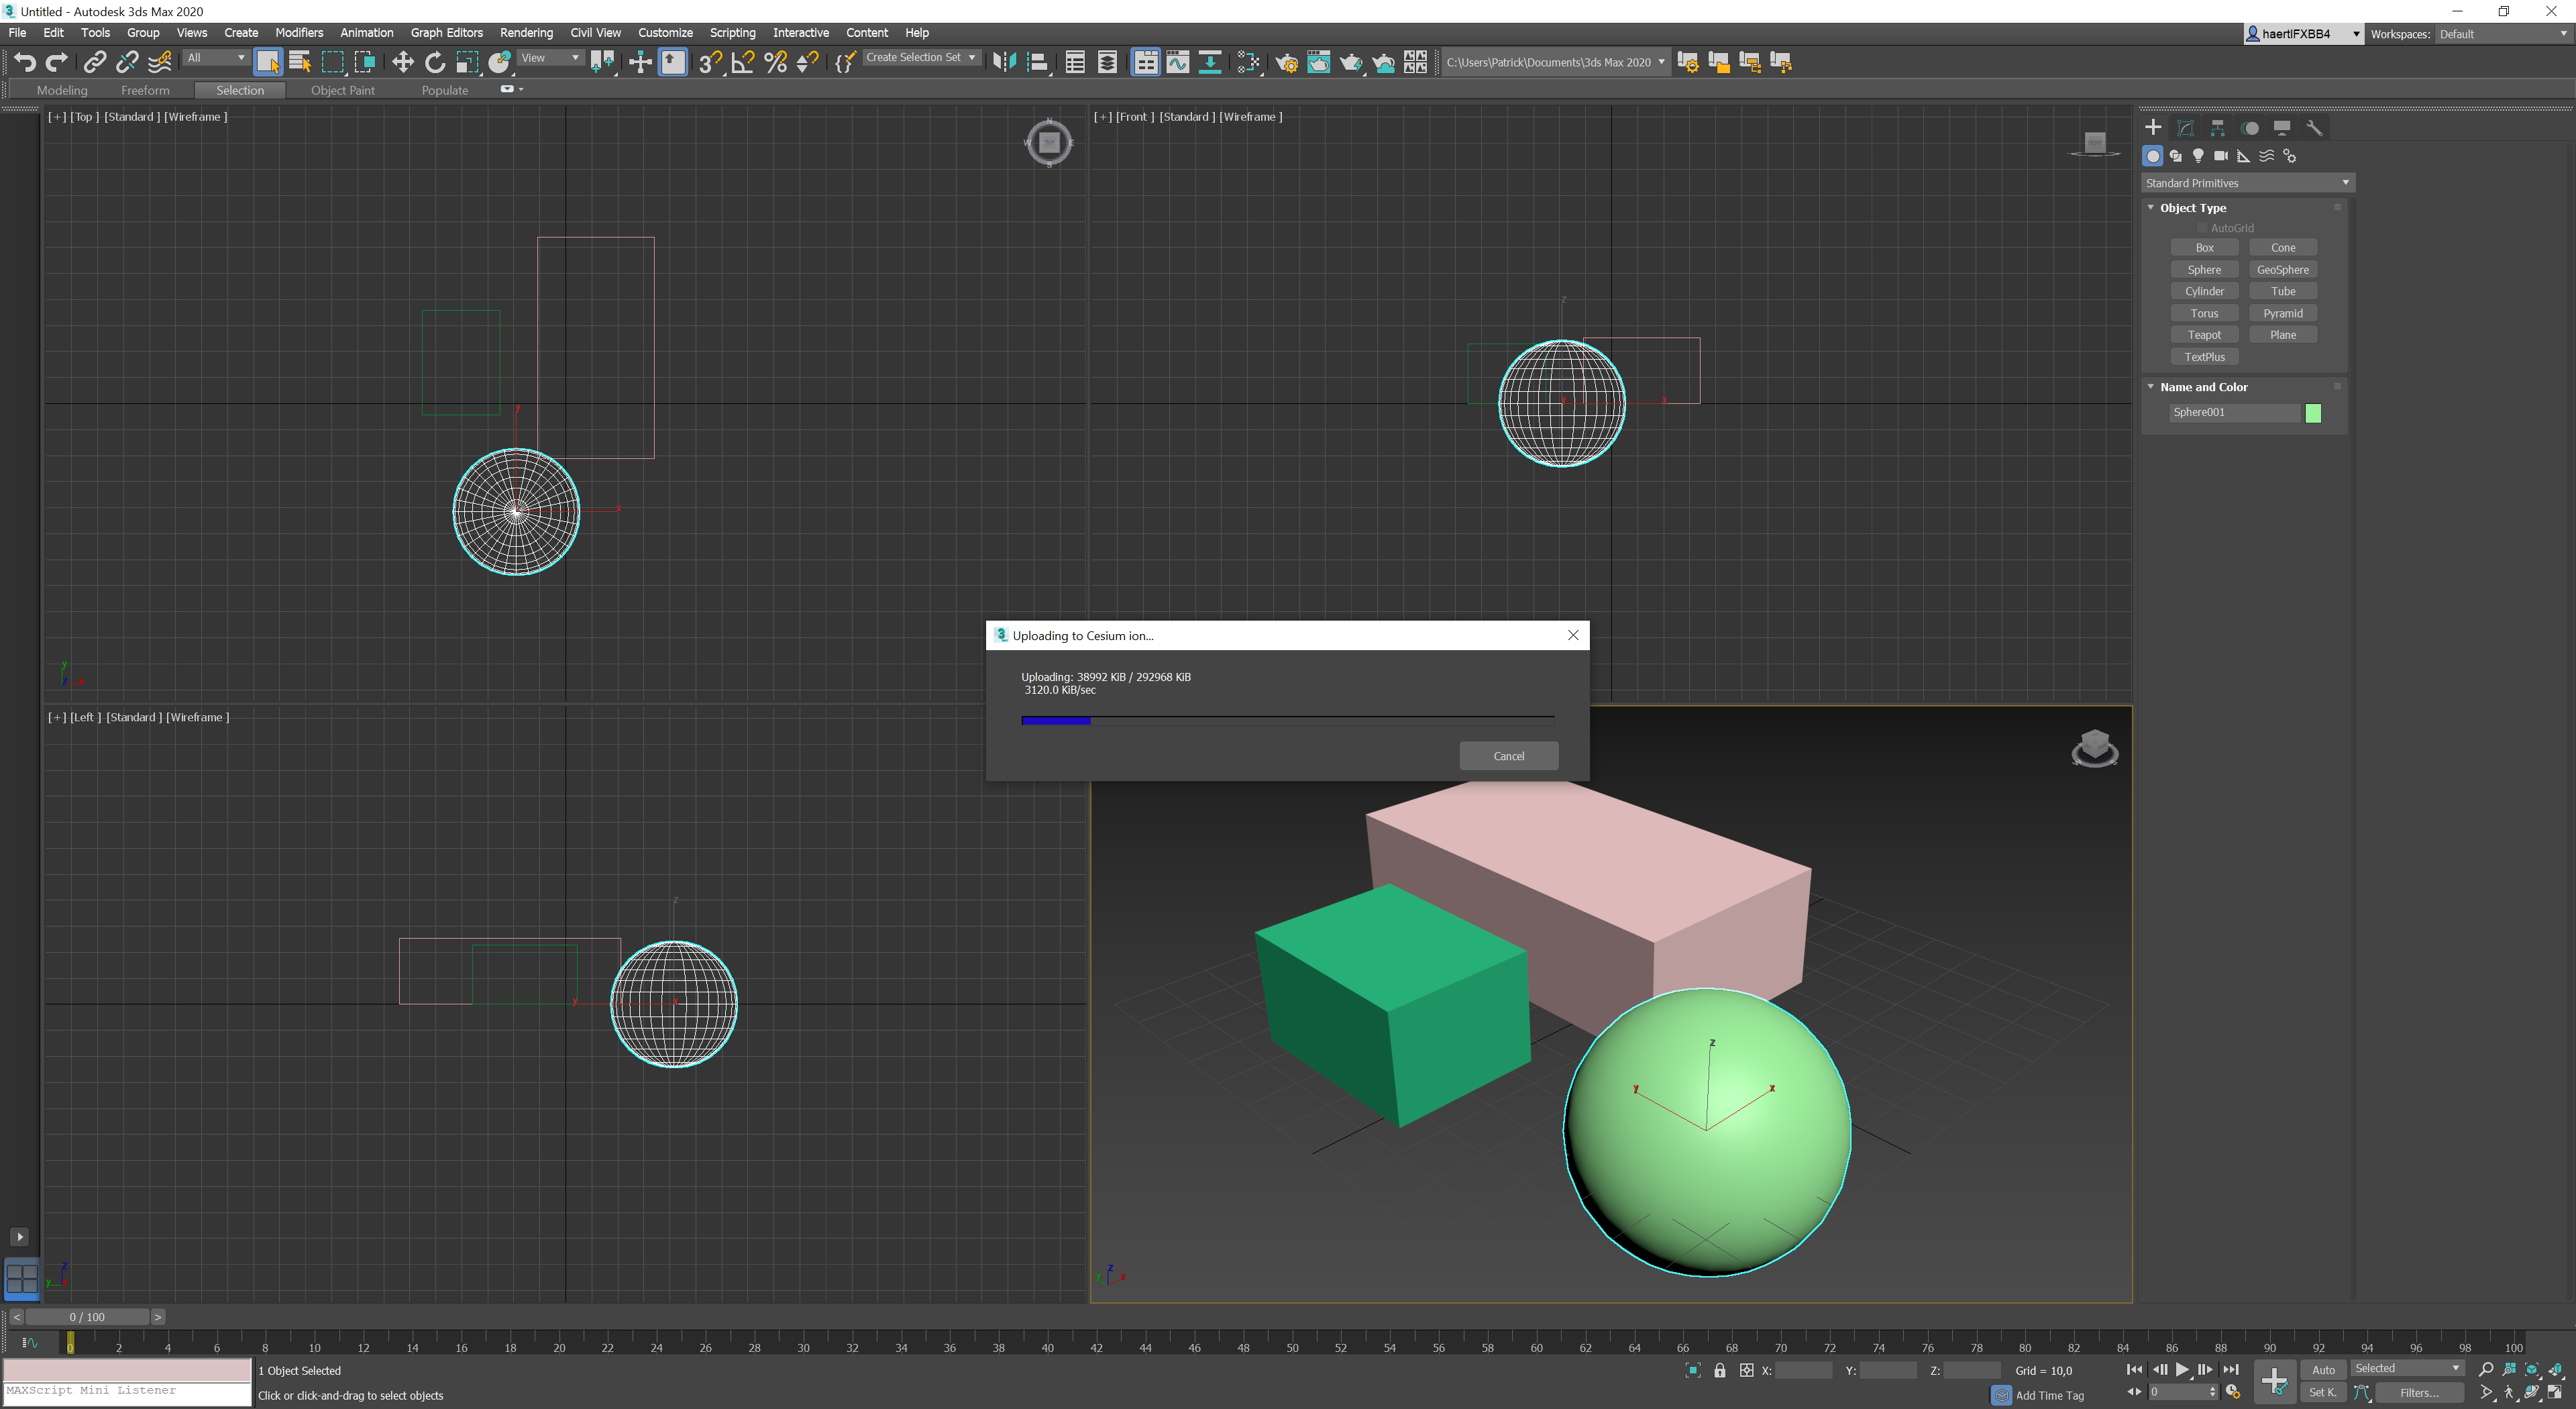 Untitled - Autodesk 3ds Max 2020
File Edit Tools Group Views Create Modifiers Animation Graph Editors Rendering Civil View Customize Scripting Interactive Content Help
haertlFXBB4 Workspaces: Default
All View Create Selection Set C:\Users\Patrick\Documents\3ds Max 2020
Modeling Freeform Selection Object Paint Populate
[+] [Top ] [Standard ] [Wireframe ]
N
W E
S
y
x
y
z x
[+] [Front ] [Standard ] [Wireframe ]
FRONT
z
y x
Standard Primitives
Object Type
AutoGrid
Box Cone
Sphere GeoSphere
Cylinder Tube
Torus Pyramid
Teapot Plane
TextPlus
Name and Color
Sphere001
Uploading to Cesium ion...
Uploading: 38992 KiB / 292968 KiB
3120.0 KiB/sec
Cancel
[+] [Left ] [Standard ] [Wireframe ]
z
y x
z
y x
z
y x
z
y x
< 0 / 100 >
0 2 4 6 8 10 12 14 16 18 20 22 24 26 28 30 32 34 36 38 40 42 44 46 48 50 52 54 56 58 60 62 64 66 68 70 72 74 76 78 80 82 84 86 88 90 92 94 96 98 100
1 Object Selected
X: Y: Z: Grid = 10,0
Auto Selected
MAXScript Mini Listener
Click or click-and-drag to select objects
Add Time Tag
0
Set K. Filters...